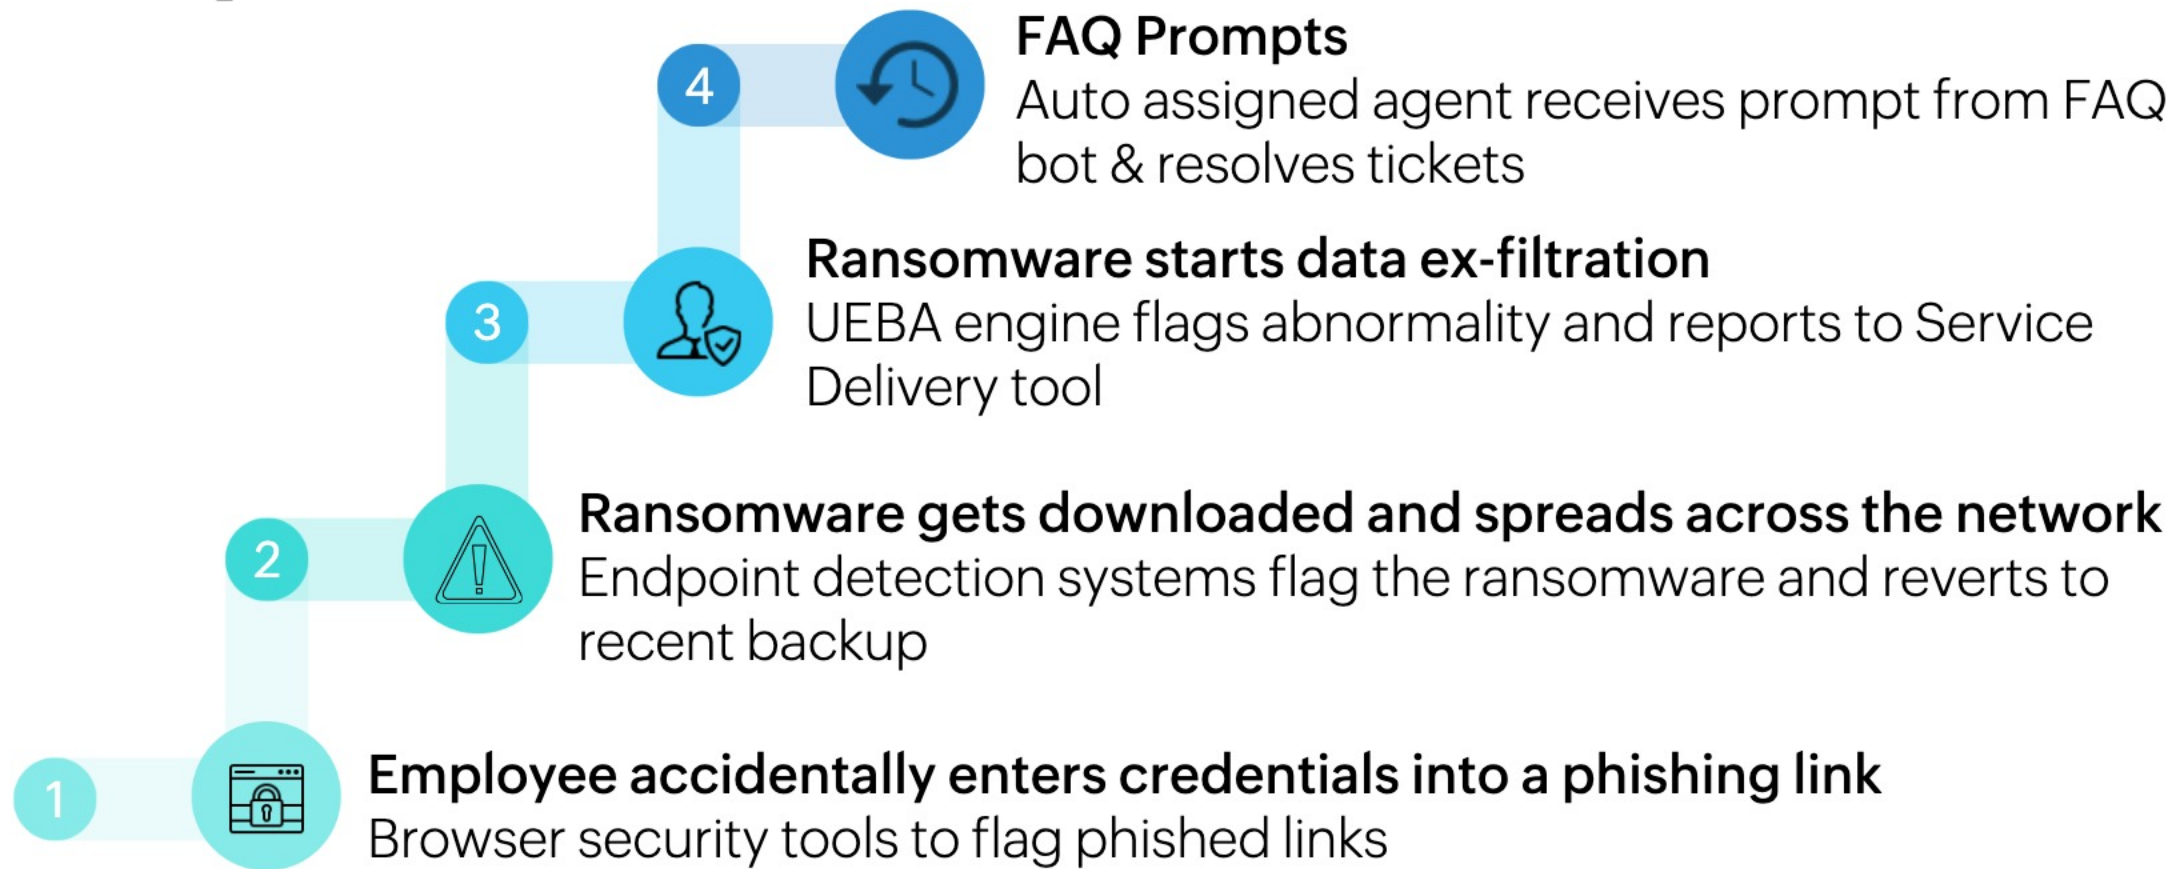 4
FAQ Prompts
Auto assigned agent receives prompt from FAQ
bot & resolves tickets
3
Ransomware starts data ex-filtration
UEBA engine flags abnormality and reports to Service
Delivery tool
2
Ransomware gets downloaded and spreads across the network
Endpoint detection systems flag the ransomware and reverts to
recent backup
1
Employee accidentally enters credentials into a phishing link
Browser security tools to flag phished links